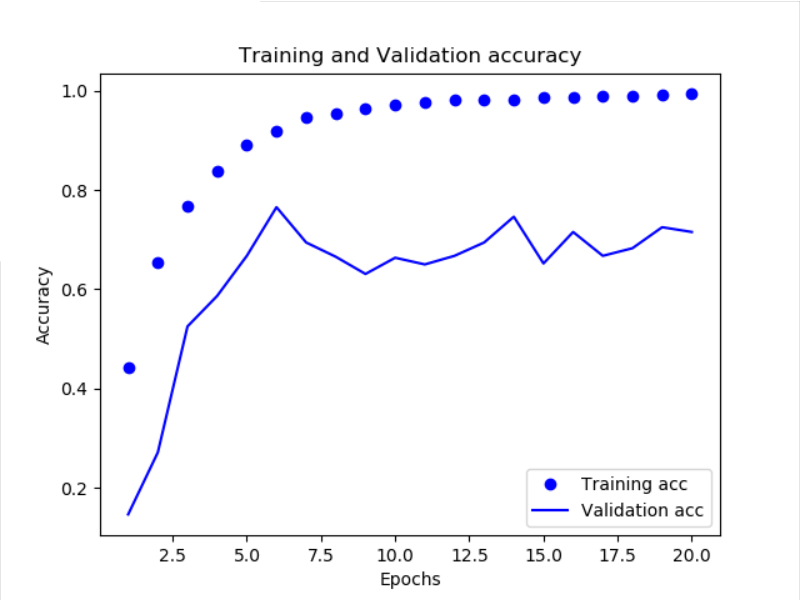 Training and Validation accuracy
1.0
0.8
0.6
0.4
0.2
Accuracy
Training acc
Validation acc
2.5 5.0 7.5 10.0 12.5 15.0 17.5 20.0
Epochs